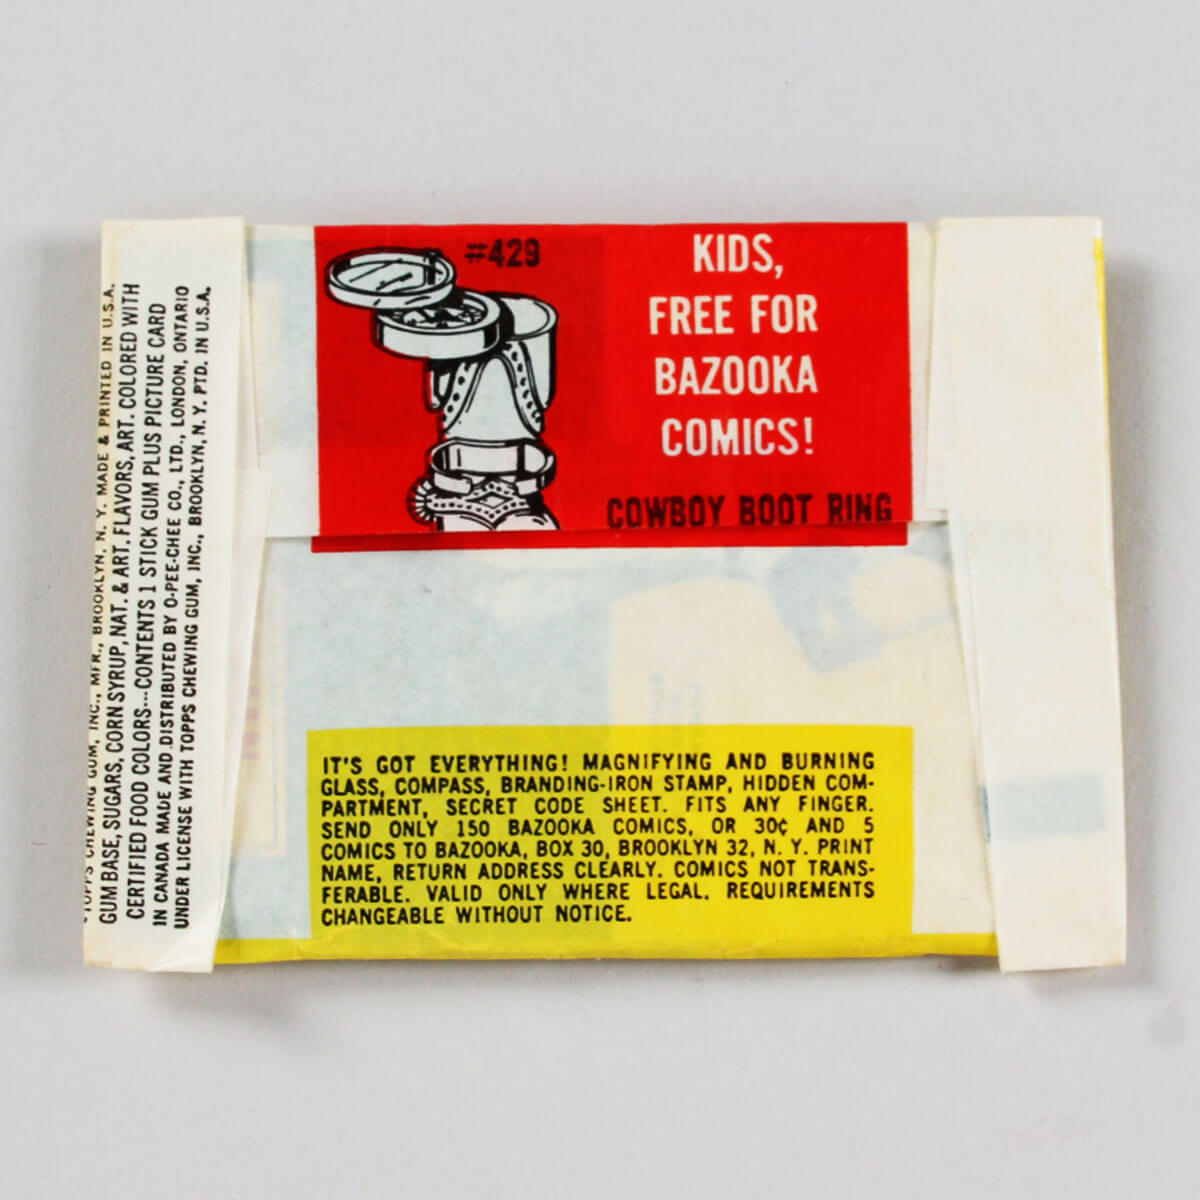 #429
KIDS,
FREE FOR
BAZOOKA
COMICS!
COWBOY BOOT RING
IT'S GOT EVERYTHING! MAGNIFYING AND BURNING
GLASS, COMPASS, BRANDING-IRON STAMP, HIDDEN COM-
PARTMENT, SECRET CODE SHEET. FITS ANY FINGER.
SEND ONLY 150 BAZOOKA COMICS, OR 30¢ AND 5
COMICS TO BAZOOKA, BOX 30, BROOKLYN 32, N. Y. PRINT
NAME, RETURN ADDRESS CLEARLY. COMICS NOT TRANS-
FERABLE. VALID ONLY WHERE LEGAL. REQUIREMENTS
CHANGEABLE WITHOUT NOTICE.
TOPPS CHEWING GUM, INC., MFR., BROOKLYN, N. Y. MADE & PRINTED IN U.S.A.
GUM BASE, SUGARS, CORN SYRUP, NAT. & ART. FLAVORS, ART. COLORED WITH
CERTIFIED FOOD COLORS---CONTENTS 1 STICK GUM PLUS PICTURE CARD
IN CANADA MADE AND DISTRIBUTED BY O-PEE-CHEE CO., LTD., LONDON, ONTARIO
UNDER LICENSE WITH TOPPS CHEWING GUM, INC., BROOKLYN, N. Y. PTD. IN U.S.A.